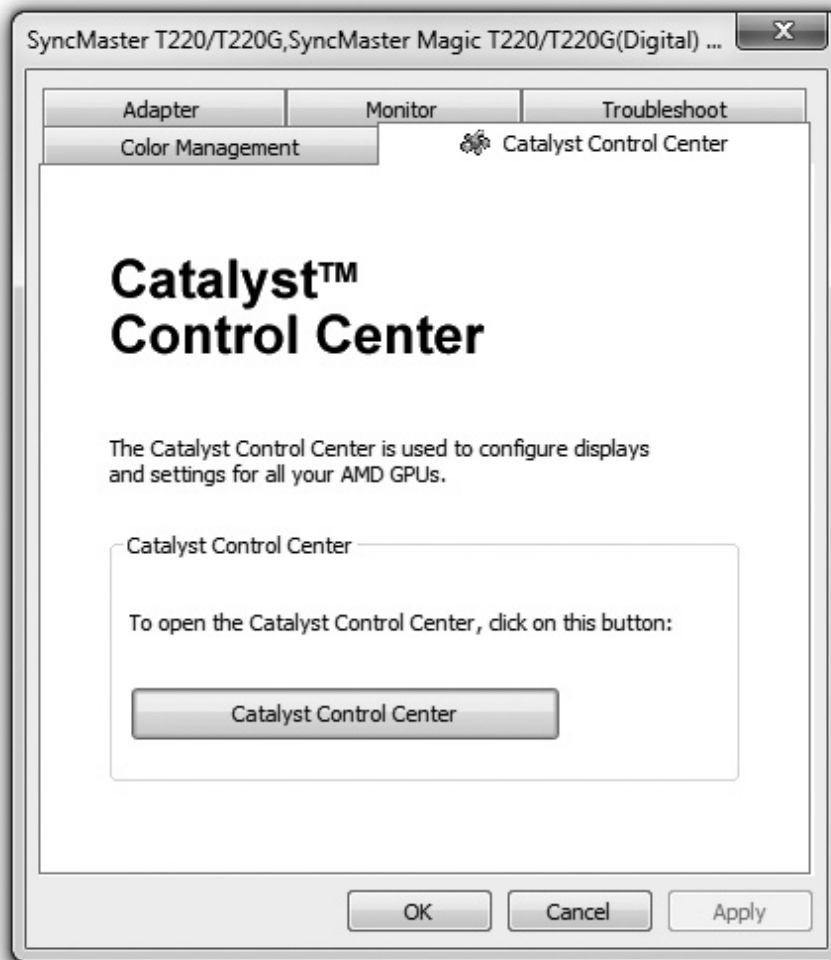 SyncMaster T220/T220G,SyncMaster Magic T220/T220G(Digital) ...
X
Adapter
Monitor
Troubleshoot
Color Management
Catalyst Control Center
Catalyst™
Control Center
The Catalyst Control Center is used to configure displays
and settings for all your AMD GPUs.
Catalyst Control Center
To open the Catalyst Control Center, click on this button:
Catalyst Control Center
OK
Cancel
Apply